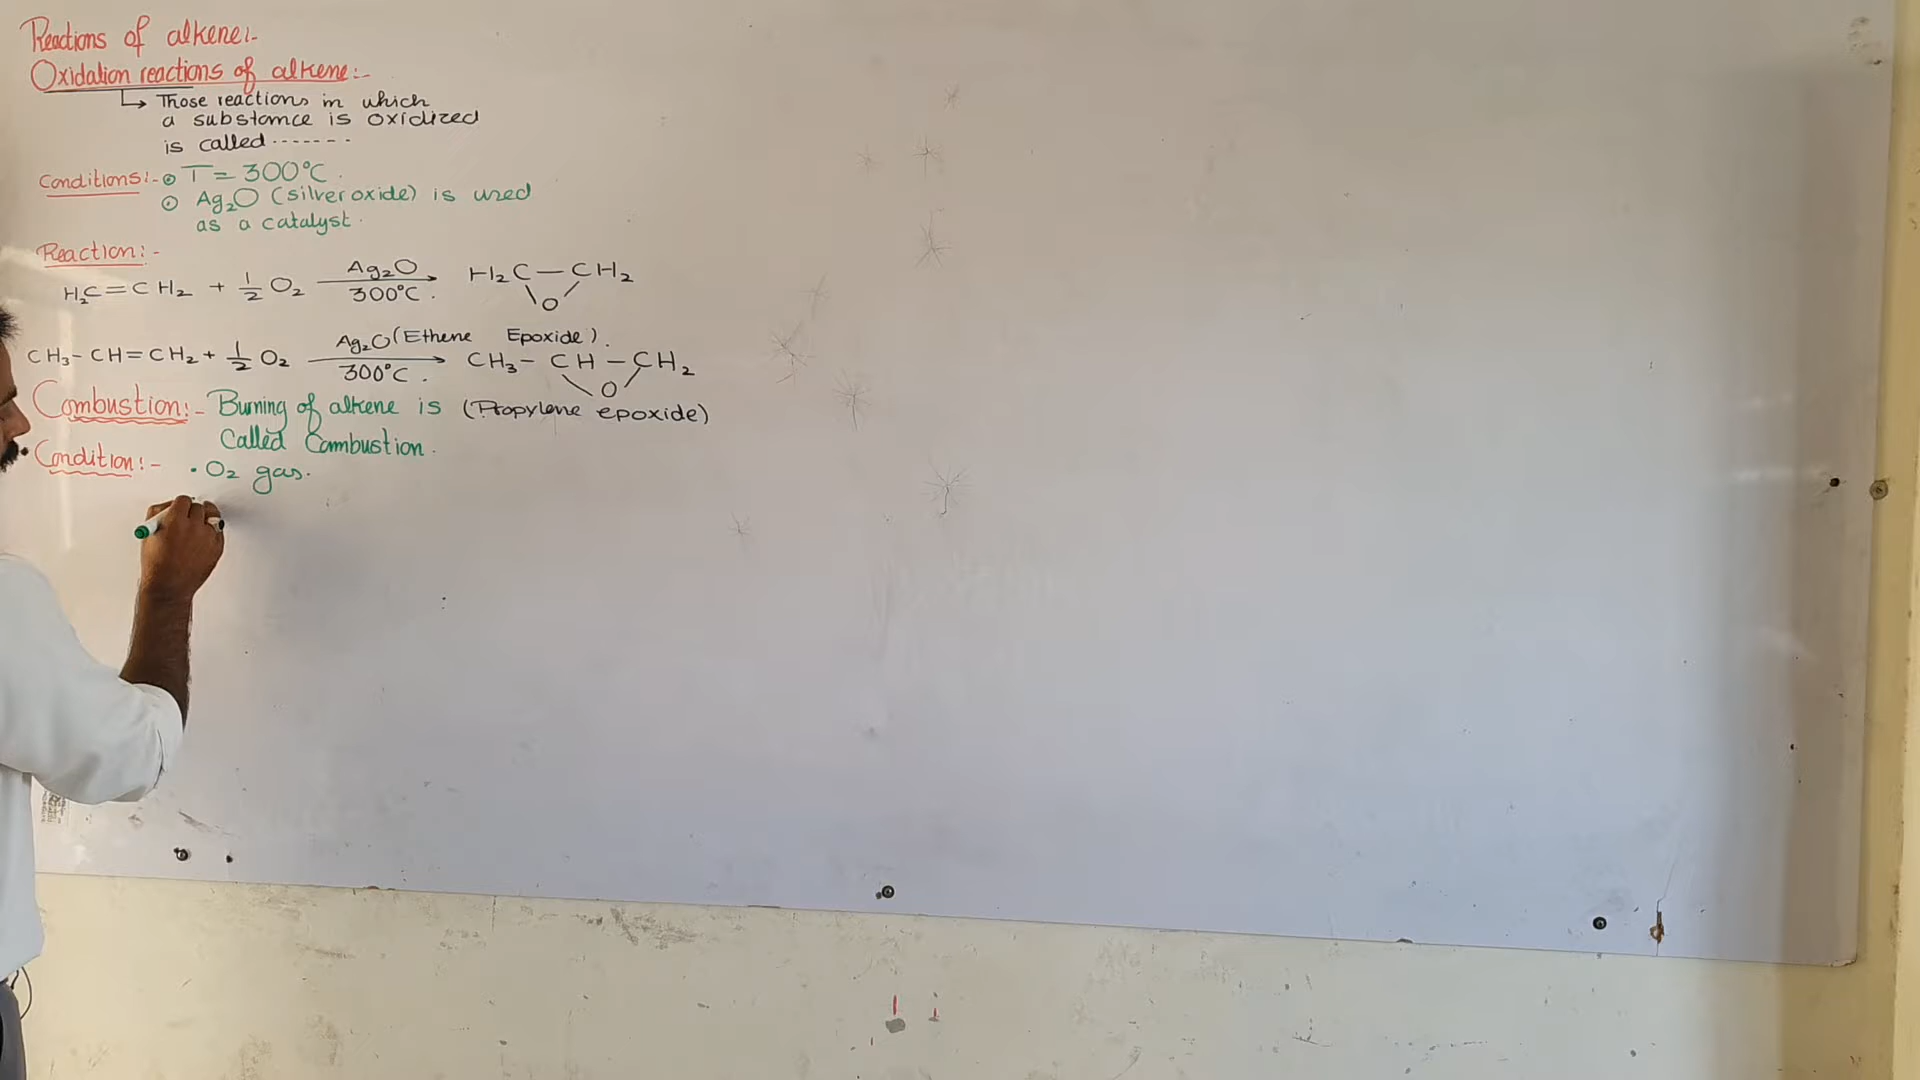 Reactions of alkene:-
Oxidation reactions of alkene:-
↳ Those reactions in which
a substance is oxidized
is called -------
Conditions:- ⊙ T = 300°C.
⊙ Ag₂O (silver oxide) is used
as a catalyst.
Reaction:-
H₂C=CH₂ + 1/2 O₂ Ag₂O → 300°C. H₂C—CH₂ \O/
(Ethene Epoxide).
CH₃-CH=CH₂ + 1/2 O₂ Ag₂O → 300°C. CH₃-CH-CH₂ \O/
(Propylene epoxide)
Combustion:- Burning of alkene is
Called Combustion.
• Condition:- • O₂ gas.